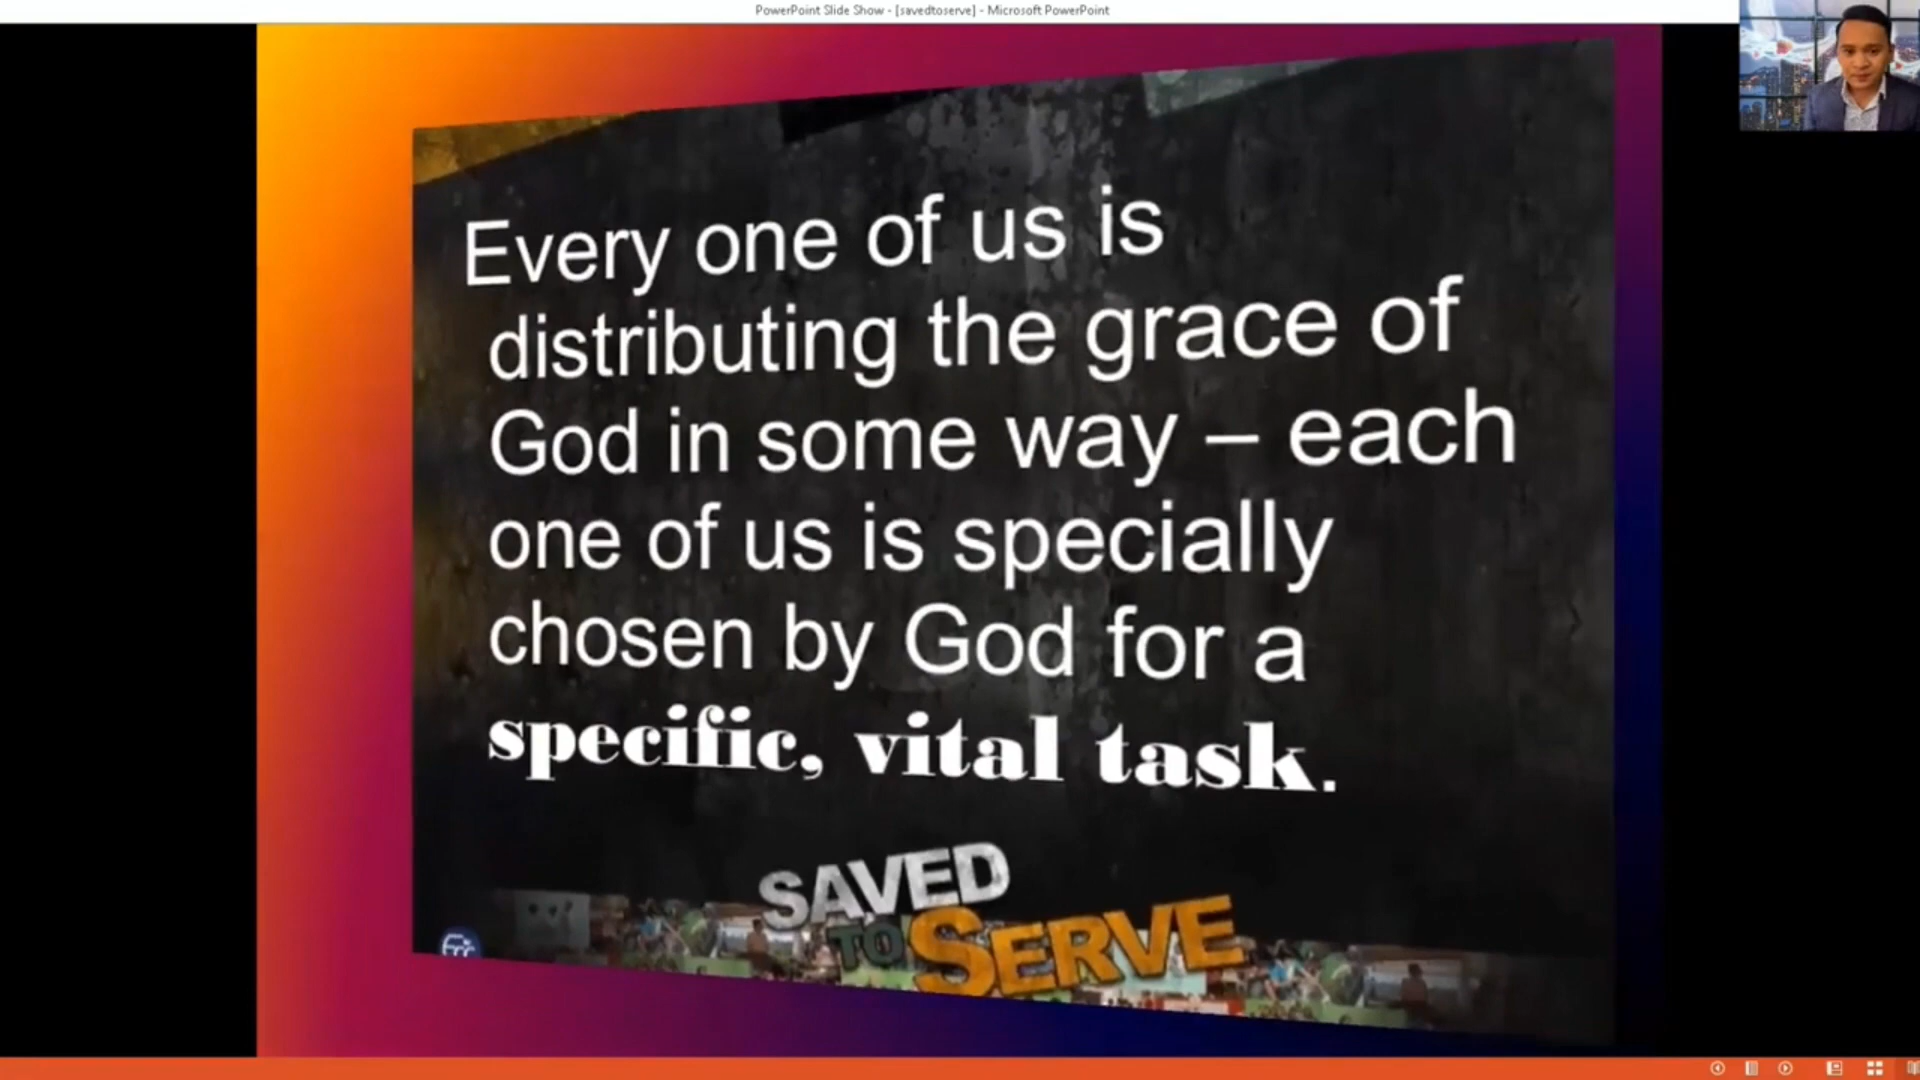 PowerPoint Slide Show - [savedtoserve] - Microsoft PowerPoint
Every one of us is
distributing the grace of
God in some way – each
one of us is specially
chosen by God for a
specific, vital task.
SAVED
TO SERVE